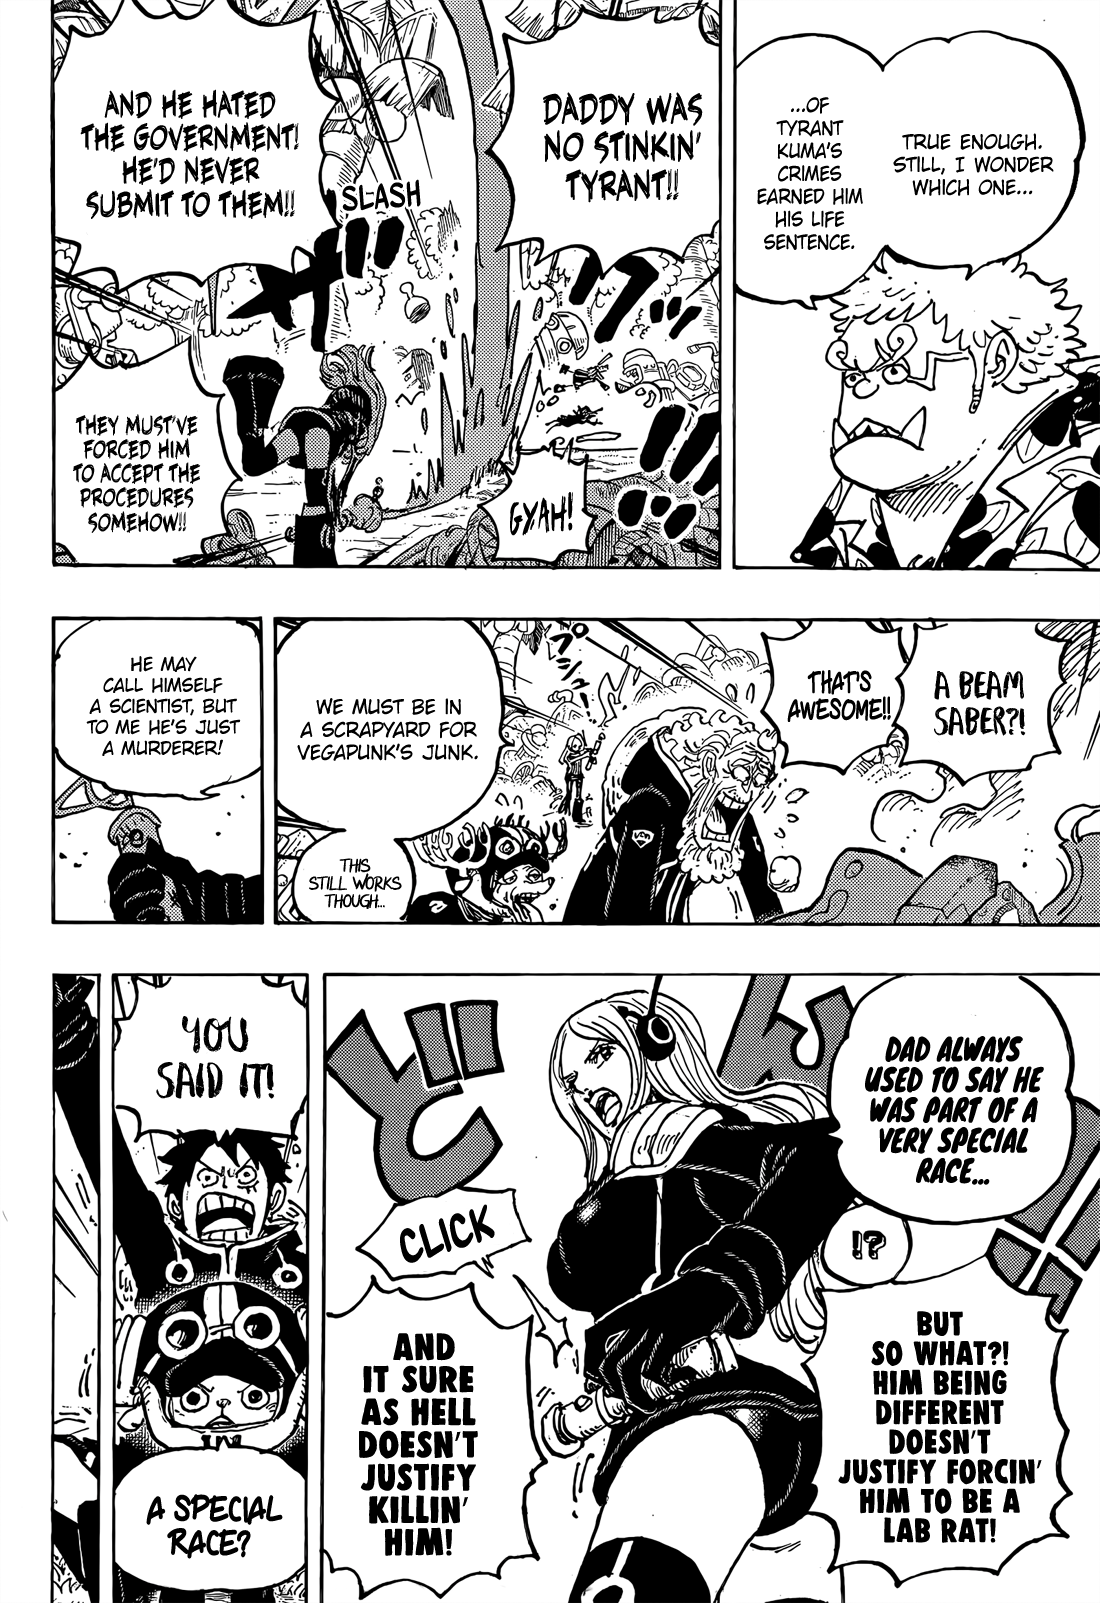 TRUE ENOUGH.
STILL, I WONDER
WHICH ONE...
...OF
TYRANT
KUMA'S
CRIMES
EARNED HIM
HIS LIFE
SENTENCE.
DADDY WAS
NO STINKIN'
TYRANT!!
AND HE HATED
THE GOVERNMENT!
HE'D NEVER
SUBMIT TO THEM!!
SLASH
GYAH!
THEY MUST'VE
FORCED HIM
TO ACCEPT THE
PROCEDURES
SOMEHOW!!
A BEAM
SABER?!
THAT'S
AWESOME!!
プシュー
WE MUST BE IN
A SCRAPYARD FOR
VEGAPUNK'S JUNK.
THIS
STILL WORKS
THOUGH...
HE MAY
CALL HIMSELF
A SCIENTIST, BUT
TO ME HE'S JUST
A MURDERER!
DAD ALWAYS
USED TO SAY HE
WAS PART OF A
VERY SPECIAL
RACE...
!?
BUT
SO WHAT?!
HIM BEING
DIFFERENT
DOESN'T
JUSTIFY FORCIN'
HIM TO BE A
LAB RAT!
CLICK
AND
IT SURE
AS HELL
DOESN'T
JUSTIFY
KILLIN'
HIM!
YOU
SAID IT!
A SPECIAL
RACE?